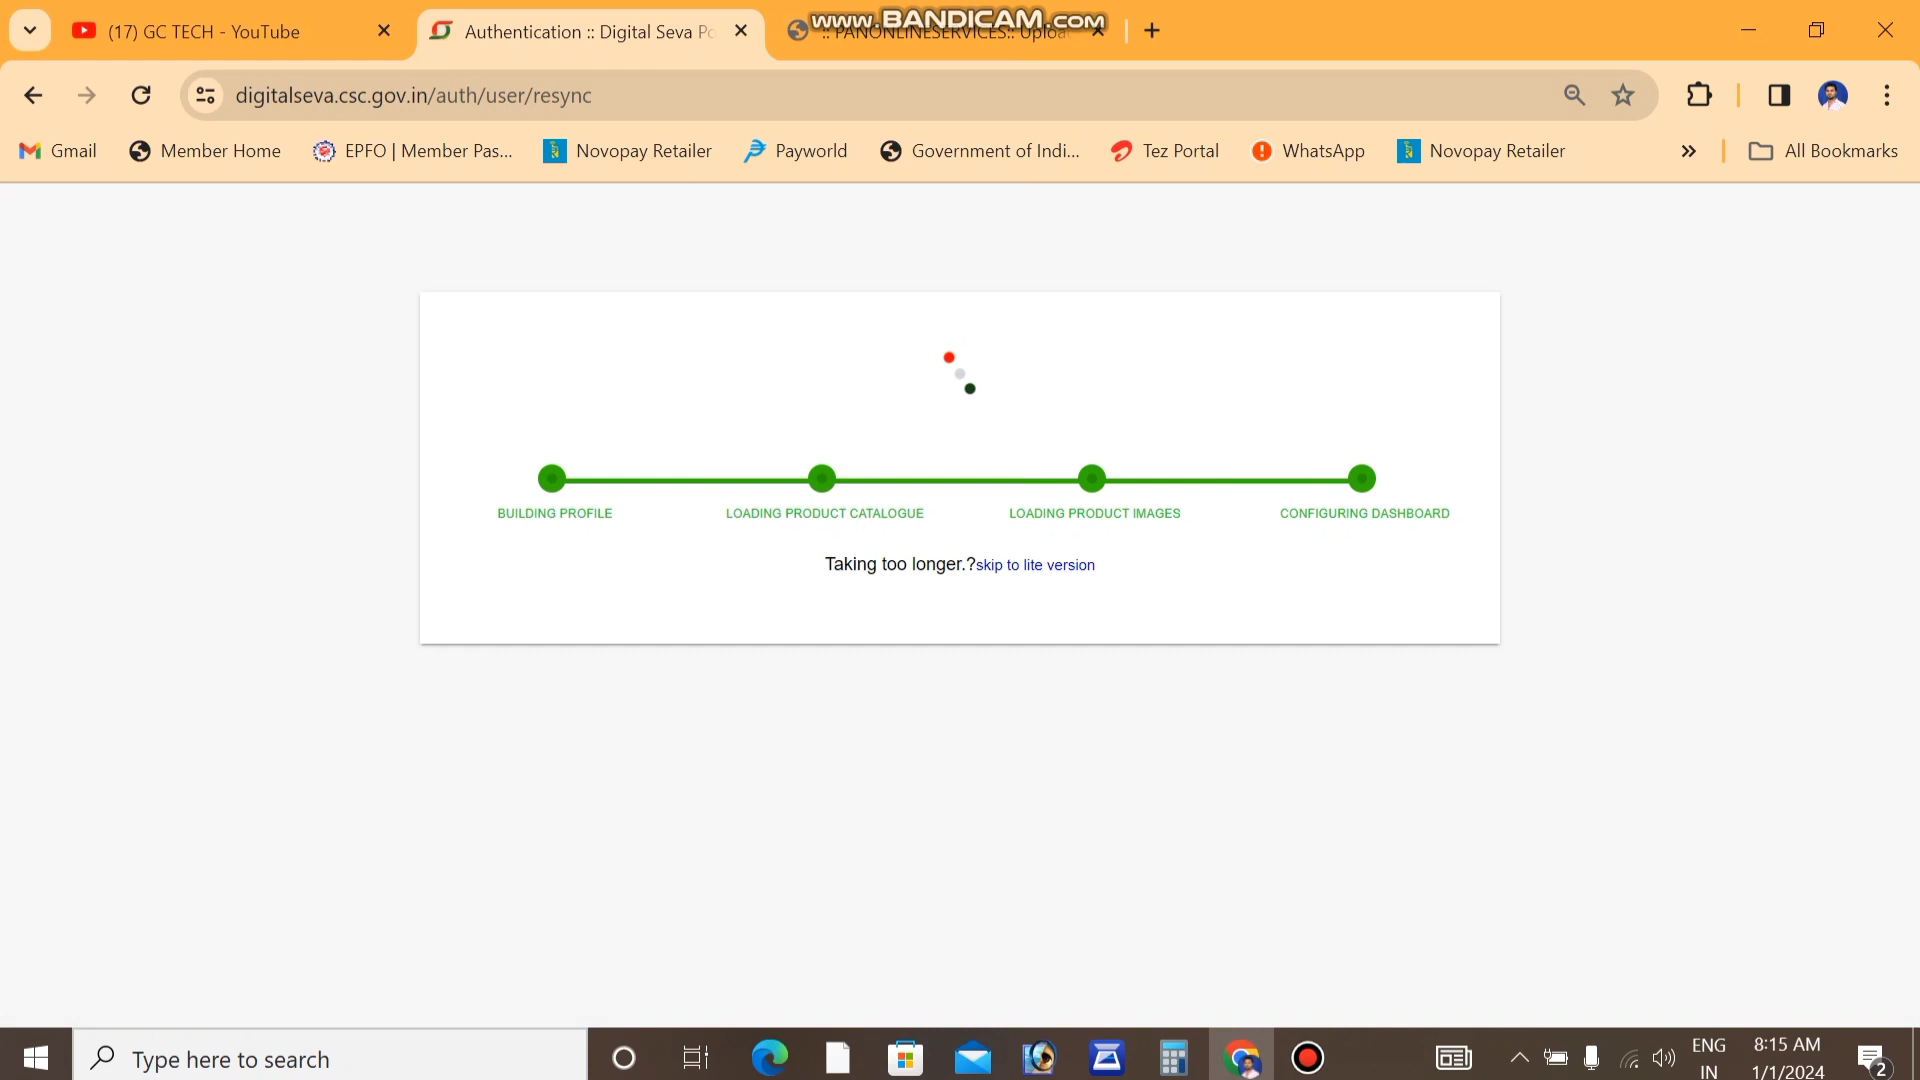 (17) GC TECH - YouTube
Authentication :: Digital Seva Po
:: PANONLINESERVICES:: Uploa
www.BANDICAM.com
digitalseva.csc.gov.in/auth/user/resync
Gmail
Member Home
EPFO | Member Pas...
Novopay Retailer
Payworld
Government of Indi...
Tez Portal
WhatsApp
Novopay Retailer
All Bookmarks
BUILDING PROFILE
LOADING PRODUCT CATALOGUE
LOADING PRODUCT IMAGES
CONFIGURING DASHBOARD
Taking too longer.?skip to lite version
Type here to search
ENG
IN
8:15 AM
1/1/2024
2